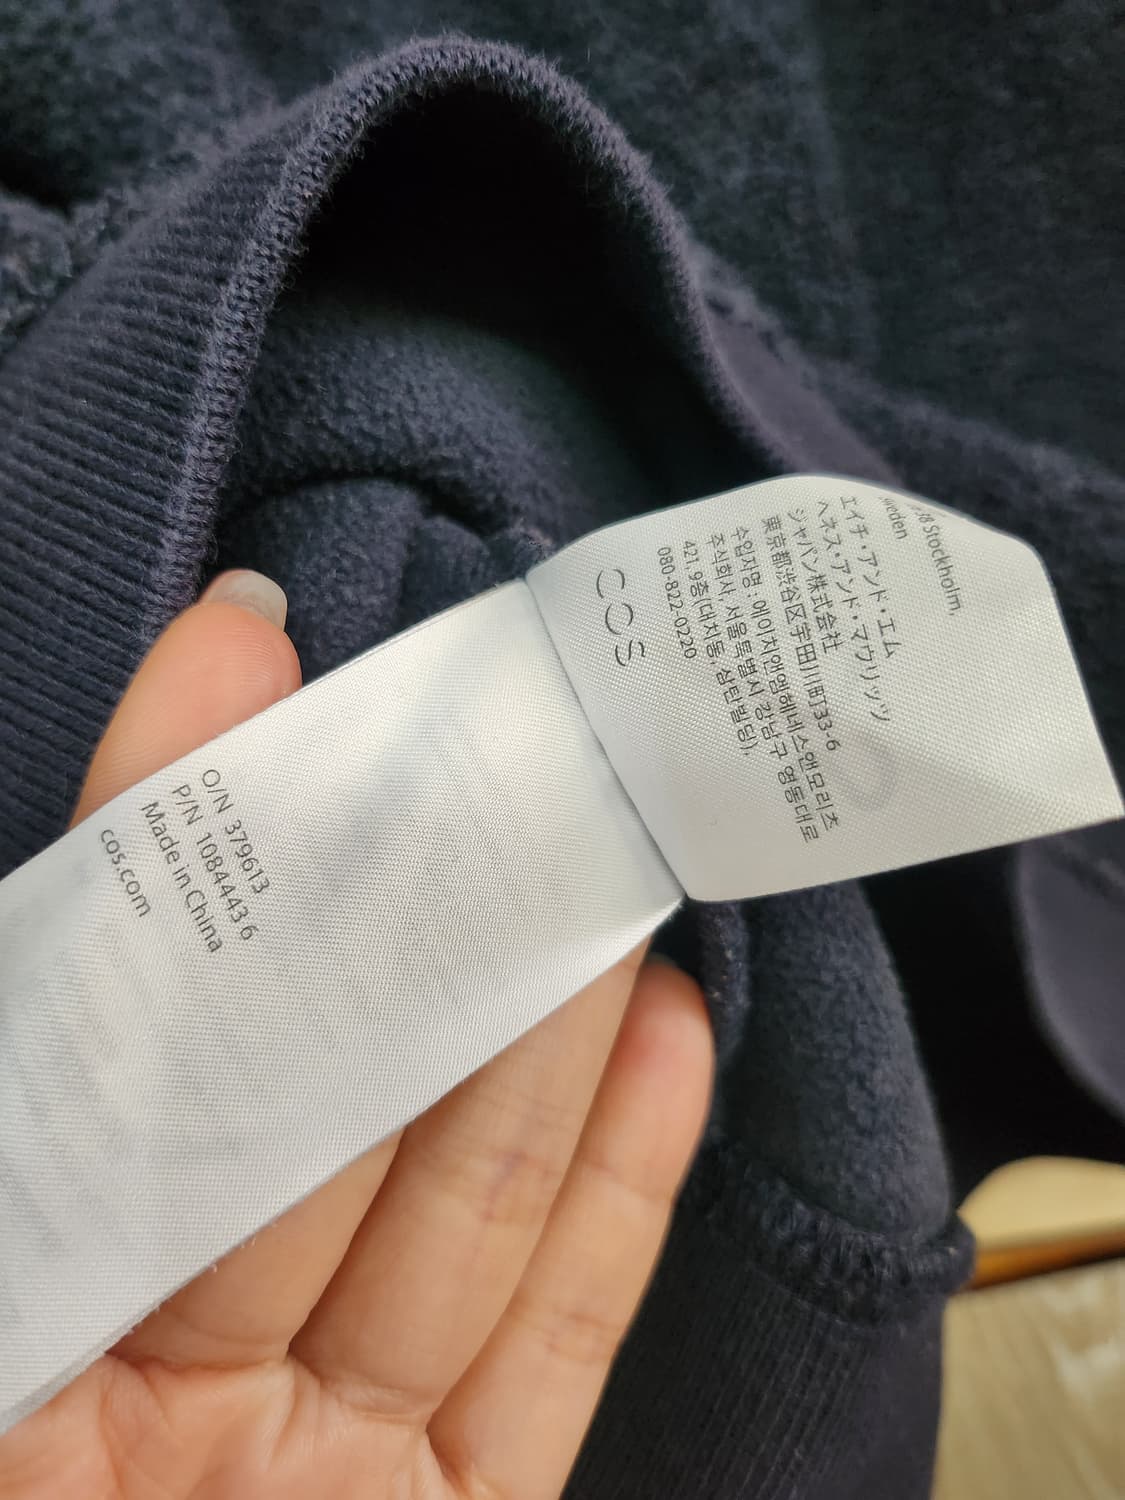 -18 Stockholm,
Sweden
エイチ・アンド・エム
ヘネス・アンド・マウリッツ
ジャパン株式会社
東京都渋谷区宇田川町33-6
수입자명 : 에이치앤엠헤네스앤모리츠
주식회사, 서울특별시 강남구 영동대로
421, 9층(대치동, 삼탄빌딩),
080-822-0220
COS
O/N 379613
P/N 1084443 6
Made in China
cos.com